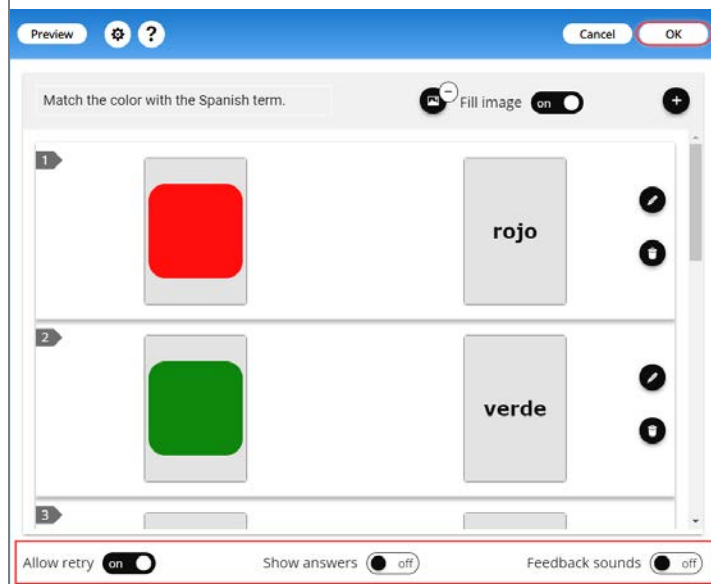 Preview ? Cancel OK
Match the color with the Spanish term. Fill image on
1
rojo
2
verde
3
Allow retry on Show answers off Feedback sounds off